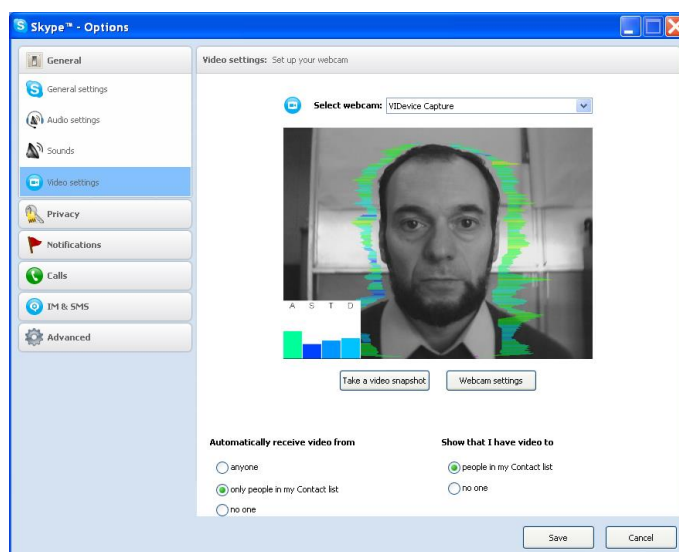 Skype™ - Options
General
General settings
Audio settings
Sounds
Video settings
Privacy
Notifications
Calls
IM & SMS
Advanced
Video settings: Set up your webcam
Select webcam: VIDevice Capture
A S T D
Take a video snapshot
Webcam settings
Automatically receive video from
anyone
only people in my Contact list
no one
Show that I have video to
people in my Contact list
no one
Save
Cancel